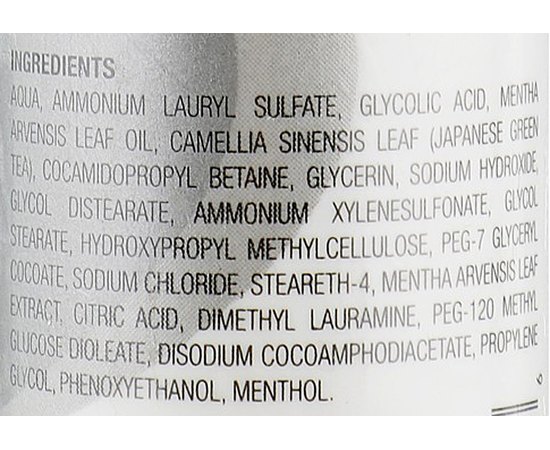 INGREDIENTS
AQUA, AMMONIUM LAURYL SULFATE, GLYCOLIC ACID, MENTHA
ARVENSIS LEAF OIL, CAMELLIA SINENSIS LEAF (JAPANESE GREEN
TEA), COCAMIDOPROPYL BETAINE, GLYCERIN, SODIUM HYDROXIDE,
GLYCOL DISTEARATE, AMMONIUM XYLENESULFONATE, GLYCOL
STEARATE, HYDROXYPROPYL METHYLCELLULOSE, PEG-7 GLYCERYL
COCOATE, SODIUM CHLORIDE, STEARETH-4, MENTHA ARVENSIS LEAF
EXTRACT, CITRIC ACID, DIMETHYL LAURAMINE, PEG-120 METHYL
GLUCOSE DIOLEATE, DISODIUM COCOAMPHODIACETATE, PROPYLENE
GLYCOL, PHENOXYETHANOL, MENTHOL.